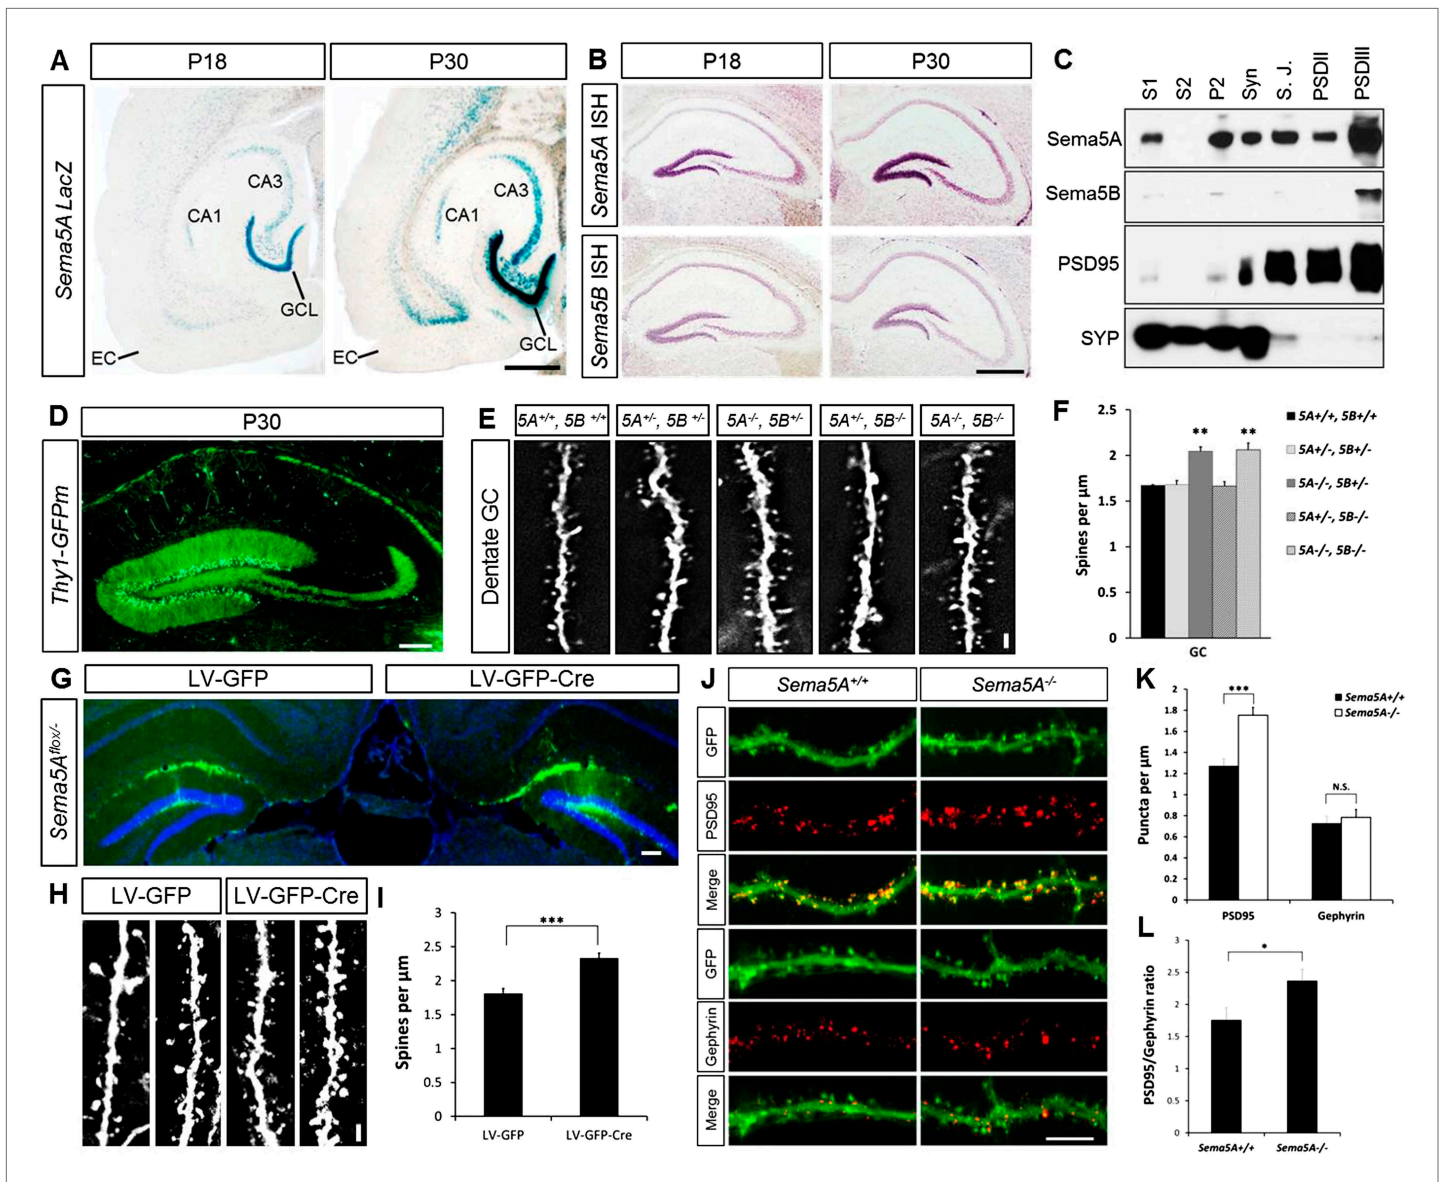 A
P18
P30
Sema5A LacZ
CA3
CA1
GCL
EC
CA3
CA1
GCL
EC
B
P18
P30
Sema5A ISH
Sema5B ISH
C
S1
S2
P2
Syn
S. J.
PSDII
PSDIII
Sema5A
Sema5B
PSD95
SYP
D
P30
Thy1-GFPm
E
5A+/+, 5B +/+
5A+/-, 5B +/-
5A-/-, 5B+/-
5A+/-, 5B-/-
5A-/-, 5B-/-
Dentate GC
F
Spines per µm
2.5
2
1.5
1
0.5
0
**
**
GC
5A+/+, 5B+/+
5A+/-, 5B+/-
5A-/-, 5B+/-
5A+/-, 5B-/-
5A-/-, 5B-/-
G
LV-GFP
LV-GFP-Cre
Sema5Aflox/-
H
LV-GFP
LV-GFP-Cre
I
Spines per µm
3
2.5
2
1.5
1
0.5
0
***
LV-GFP
LV-GFP-Cre
J
Sema5A+/+
Sema5A-/-
GFP
PSD95
Merge
GFP
Gephyrin
Merge
K
Puncta per µm
2
1.8
1.6
1.4
1.2
1
0.8
0.6
0.4
0.2
0
***
N.S.
Sema5A+/+
Sema5A-/-
PSD95
Gephyrin
L
PSD95/Gephyrin ratio
3
2.5
2
1.5
1
0.5
0
*
Sema5A+/+
Sema5A-/-